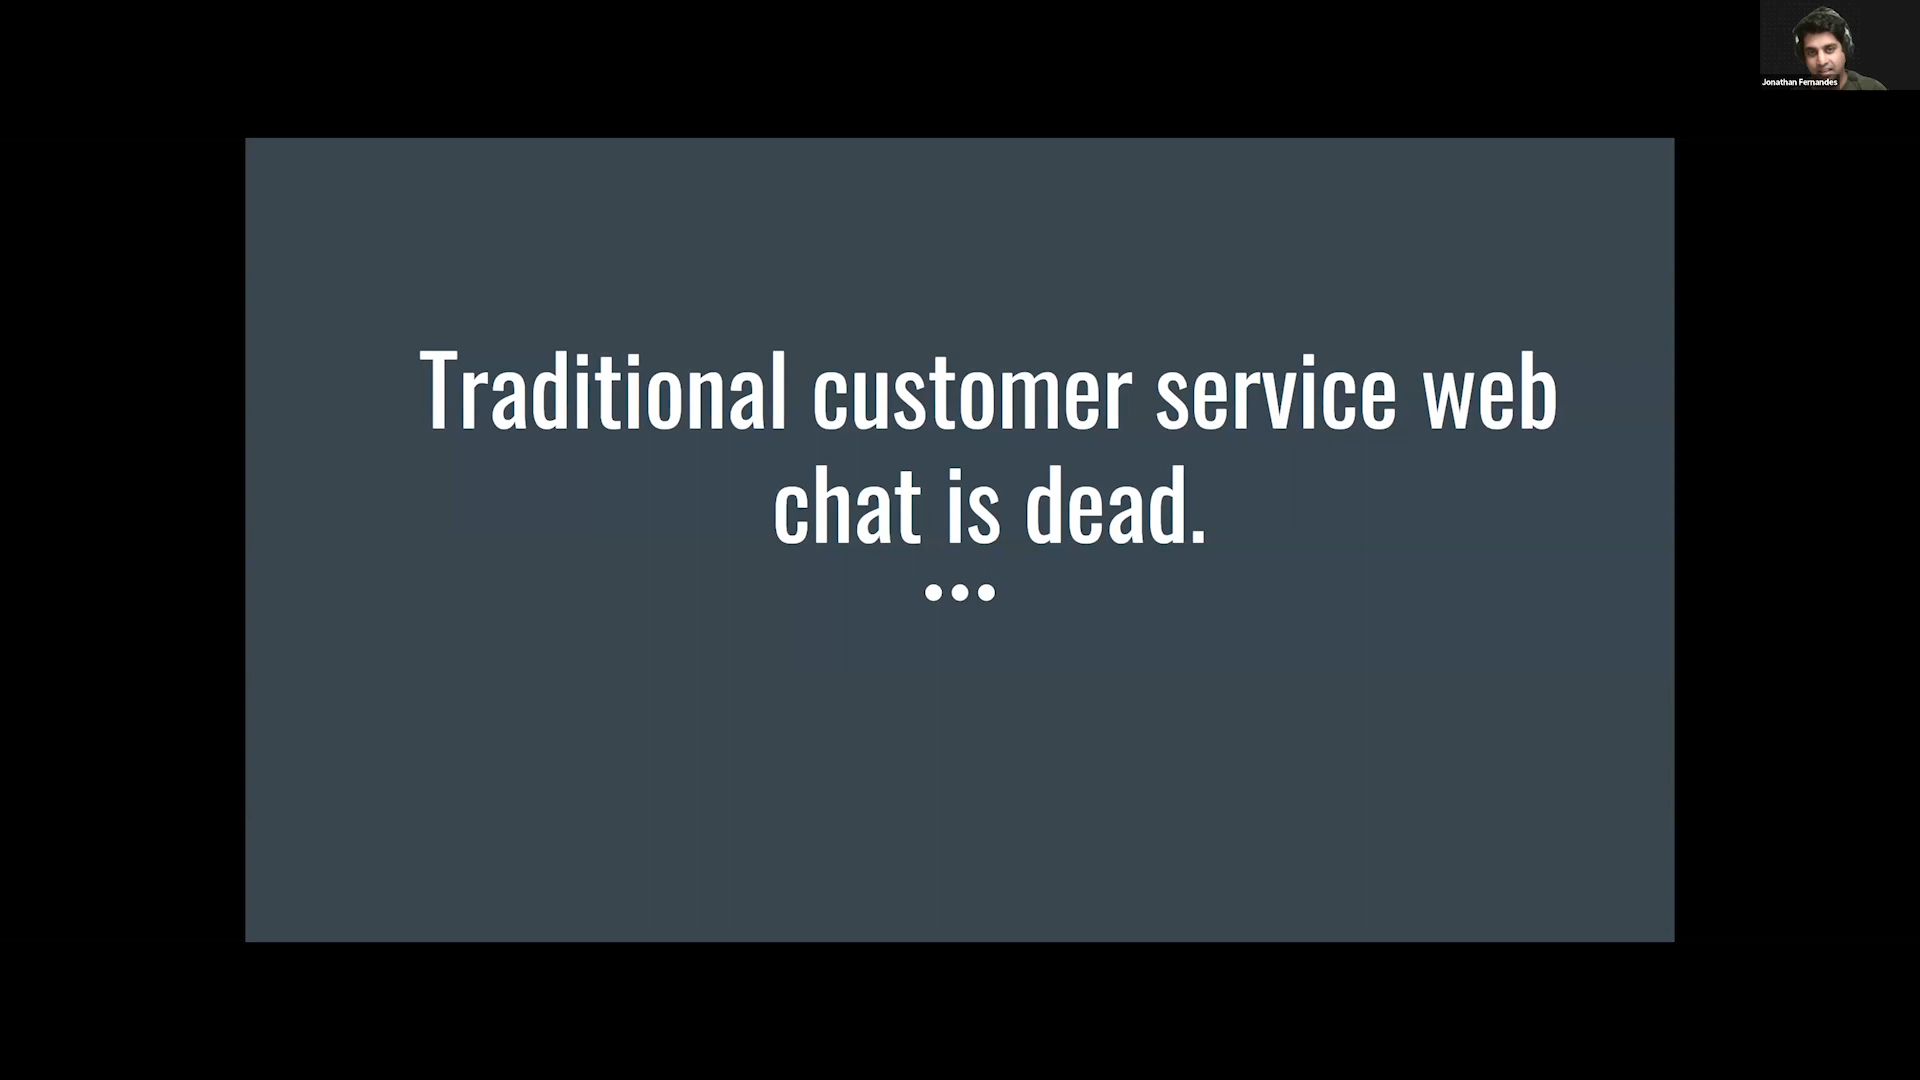 Jonathan Fernandes
Traditional customer service web
chat is dead.